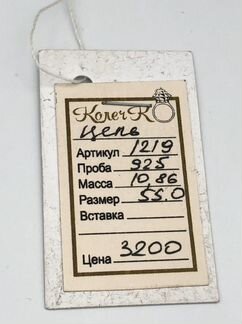 КолечКо
цепь
Артикул 1219
Проба 925
Масса 10,86
Размер 55.0
Вставка
Цена 3200